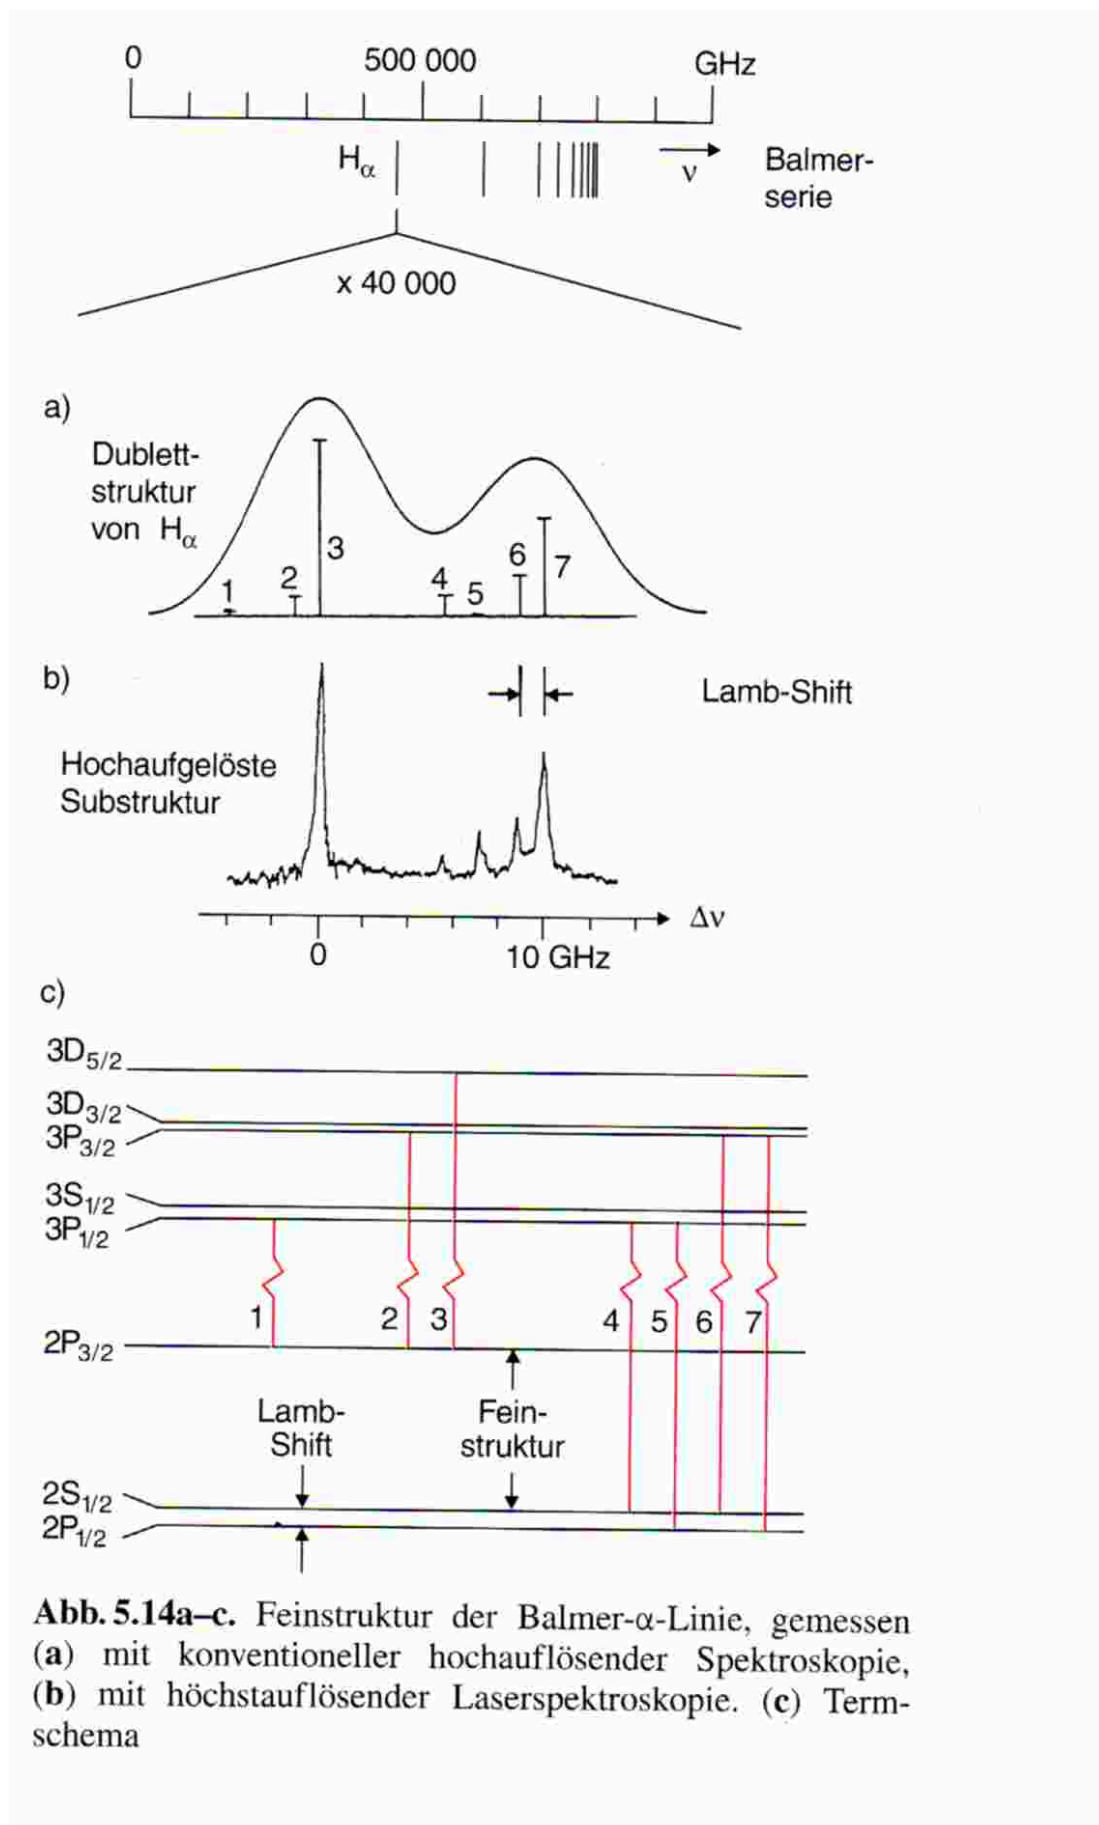 0 500 000 GHz
Hα ν Balmer-
serie
x 40 000
a)
Dublett-
struktur
von Hα
1 2 3 4 5 6 7
b)
Lamb-Shift
Hochaufgelöste
Substruktur
Δν
0 10 GHz
c)
3D5/2
3D3/2
3P3/2
3S1/2
3P1/2
1 2 3 4 5 6 7
2P3/2
Lamb-
Shift
Fein-
struktur
2S1/2
2P1/2
Abb. 5.14a–c. Feinstruktur der Balmer-α-Linie, gemessen
(a) mit konventioneller hochauflösender Spektroskopie,
(b) mit höchstauflösender Laserspektroskopie. (c) Term-
schema